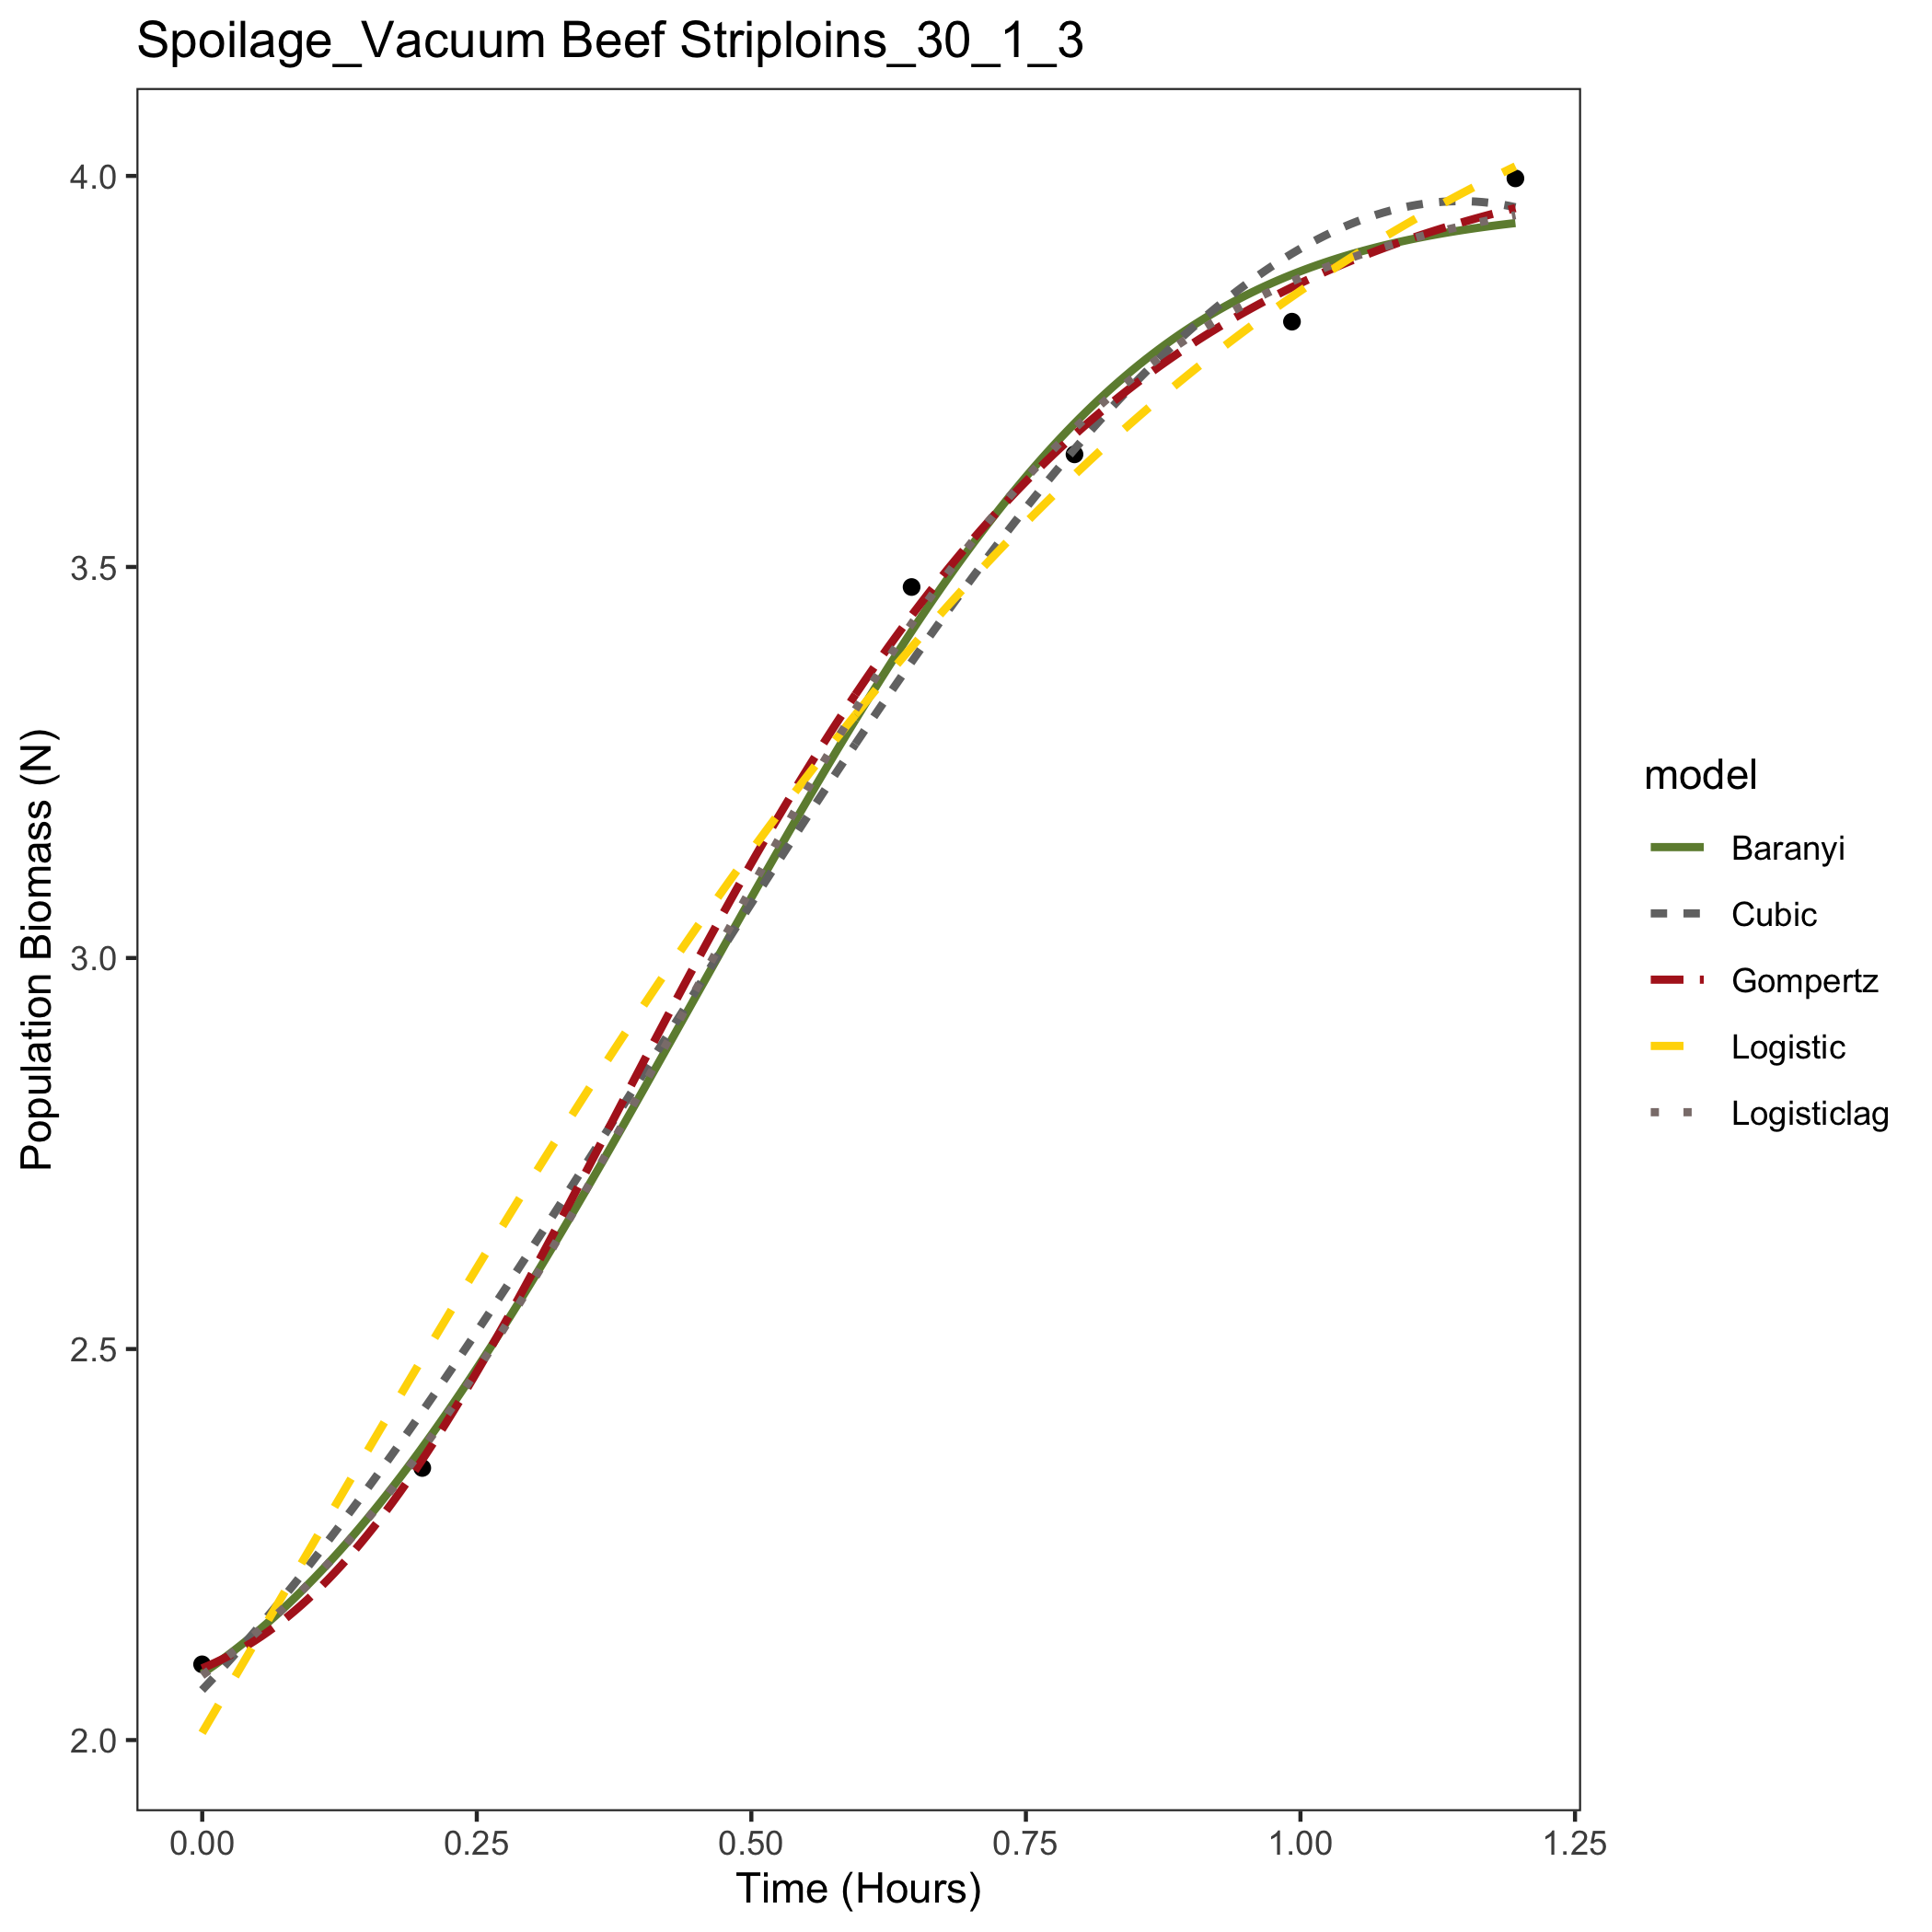 Spoilage_Vacuum Beef Striploins_30_1_3
Population Biomass (N)
4.0
3.5
3.0
2.5
2.0
0.00 0.25 0.50 0.75 1.00 1.25
Time (Hours)
model
Baranyi
Cubic
Gompertz
Logistic
Logisticlag